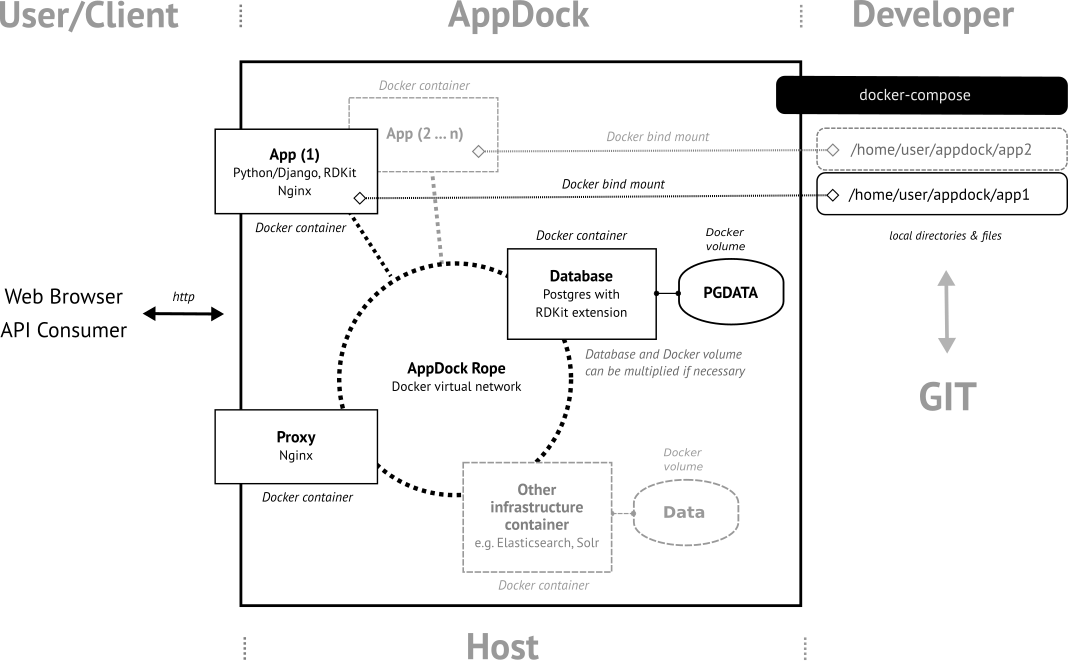 User/Client
AppDock
Developer
docker-compose
Docker container
App (2 ... n)
Docker bind mount
/home/user/appdock/app2
App (1)
Python/Django, RDKit
Nginx
Docker bind mount
/home/user/appdock/app1
Docker container
local directories & files
Docker container
Docker
volume
Database
Postgres with
RDKit extension
PGDATA
Web Browser
http
API Consumer
Database and Docker volume
can be multiplied if necessary
AppDock Rope
Docker virtual network
GIT
Proxy
Nginx
Docker container
Docker
volume
Other
infrastructure
container
e.g. Elasticsearch, Solr
Data
Docker container
Host